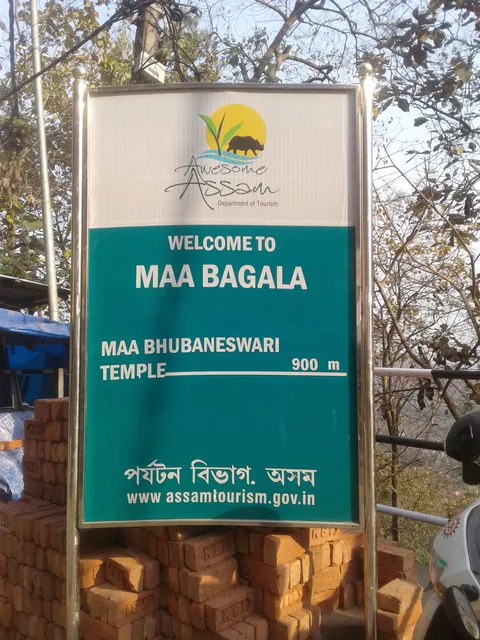 Awesome
Assam
Department of Tourism
WELCOME TO
MAA BAGALA
MAA BHUBANESWARI
TEMPLE 900 m
পৰ্যটন বিভাগ. অসম
www.assamtourism.gov.in